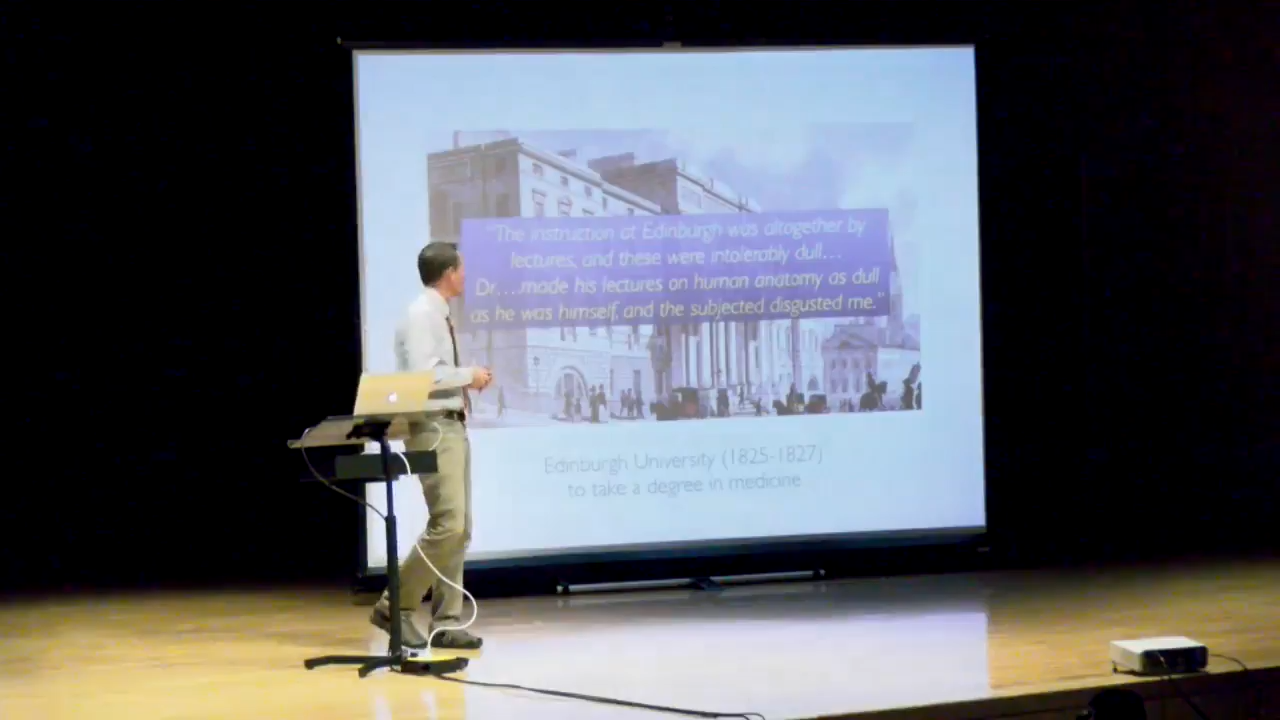 "The instruction at Edinburgh was altogether by
lectures, and these were intolerably dull...
Dr....made his lectures on human anatomy as dull
as he was himself, and the subjected disgusted me."
Edinburgh University (1825-1827)
to take a degree in medicine